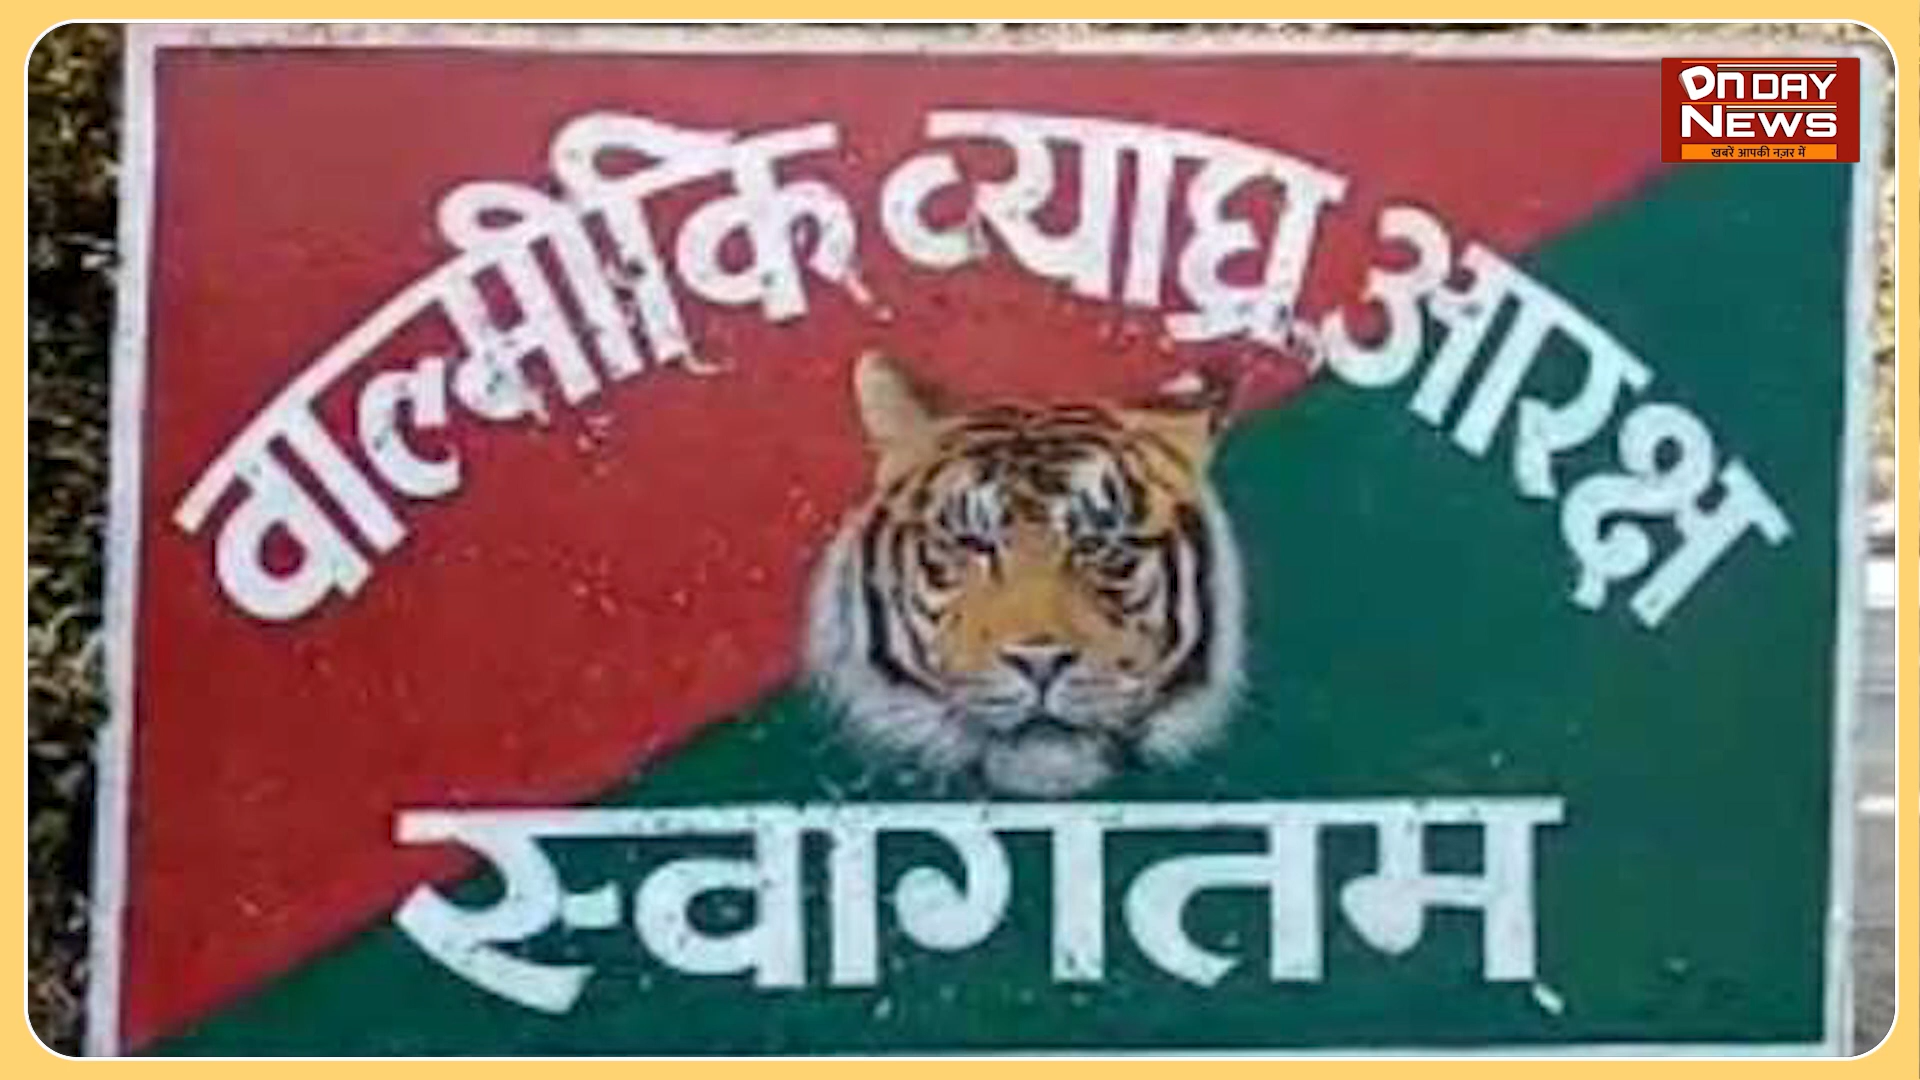 वाल्मीकि व्याघ्र आरक्ष
स्वागतम्
On DAY
NEWS
खबरें आपकी नज़र में